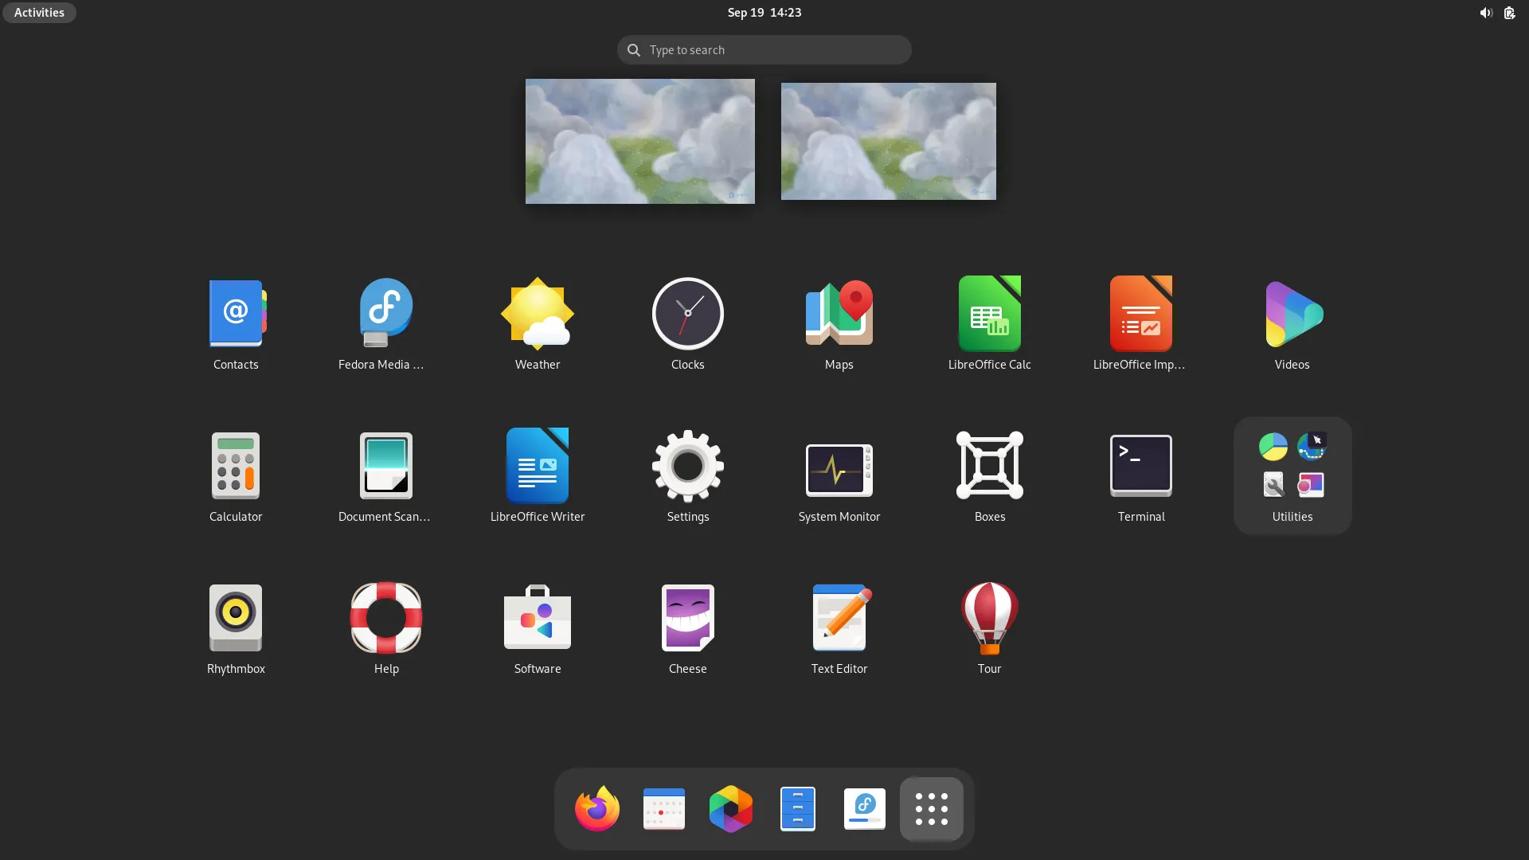 Activities
Sep 19 14:23
Type to search
Contacts
Fedora Media ...
Weather
Clocks
Maps
LibreOffice Calc
LibreOffice Imp...
Videos
Calculator
Document Scan...
LibreOffice Writer
Settings
System Monitor
Boxes
Terminal
Utilities
Rhythmbox
Help
Software
Cheese
Text Editor
Tour